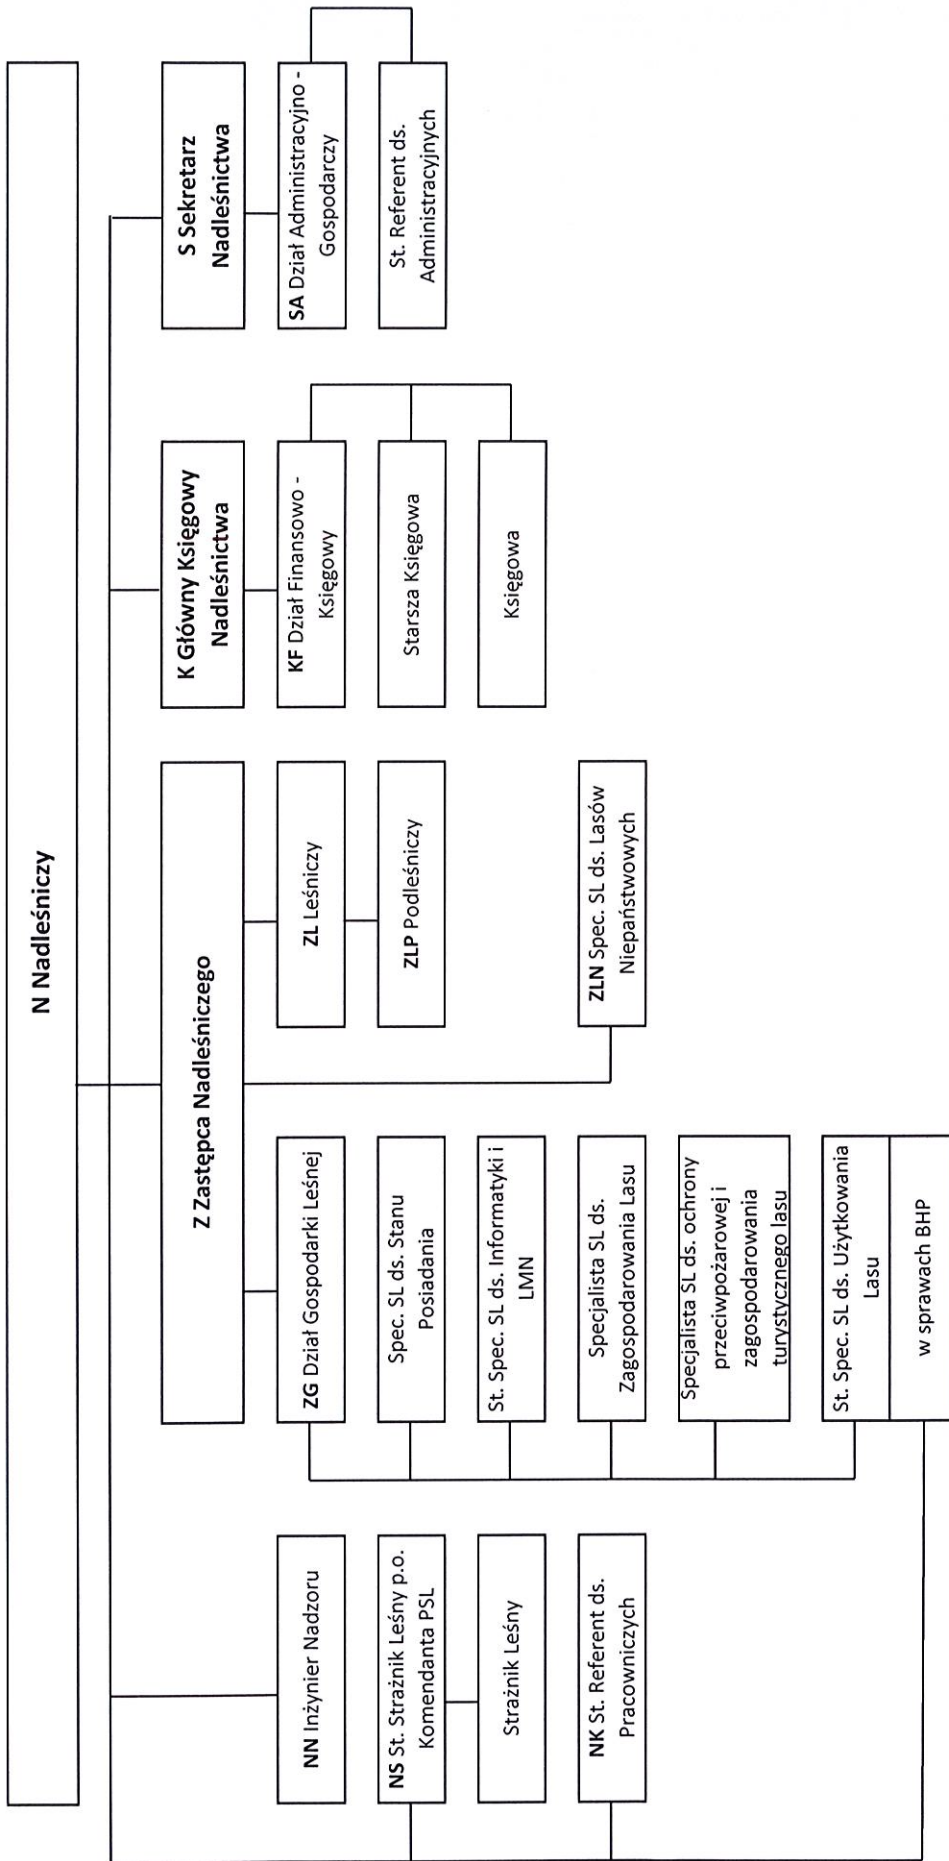 N Nadleśniczy
Z Zastępca Nadleśniczego
K Główny Księgowy
Nadleśnictwa
S Sekretarz
Nadleśnictwa
NN Inżynier Nadzoru
NS St. Strażnik Leśny p.o.
Komendanta PSL
Strażnik Leśny
NK St. Referent ds.
Pracowniczych
ZG Dział Gospodarki Leśnej
Spec. SL ds. Stanu
Posiadania
St. Spec. SL ds. Informatyki i
LMN
Specjalista SL ds.
Zagospodarowania Lasu
Specjalista SL ds. ochrony
przeciwpożarowej i
zagospodarowania
turystycznego lasu
St. Spec. SL ds. Użytkowania
Lasu
w sprawach BHP
ZL Leśniczy
ZLP Podleśniczy
ZLN Spec. SL ds. Lasów
Niepaństwowych
KF Dział Finansowo -
Księgowy
Starsza Księgowa
Księgowa
SA Dział Administracyjno -
Gospodarczy
St. Referent ds.
Administracyjnych